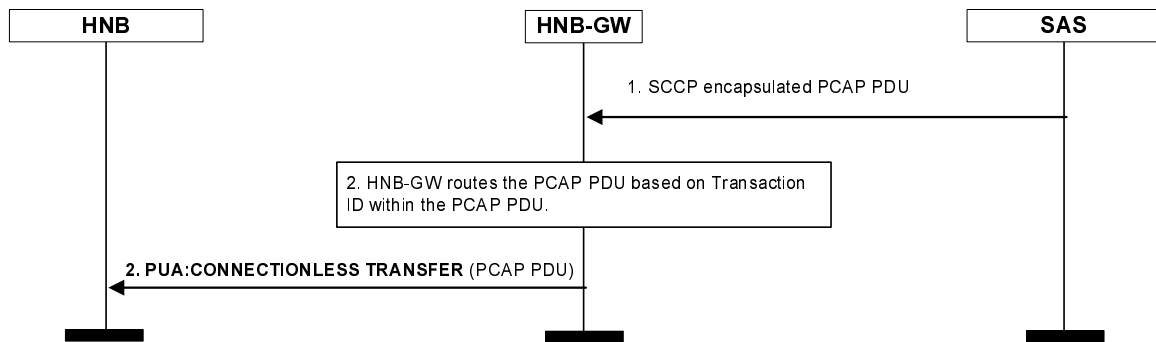 HNB
HNB-GW
SAS
1. SCCP encapsulated PCAP PDU
2. HNB-GW routes the PCAP PDU based on Transaction
ID within the PCAP PDU.
2. PUA:CONNECTIONLESS TRANSFER (PCAP PDU)